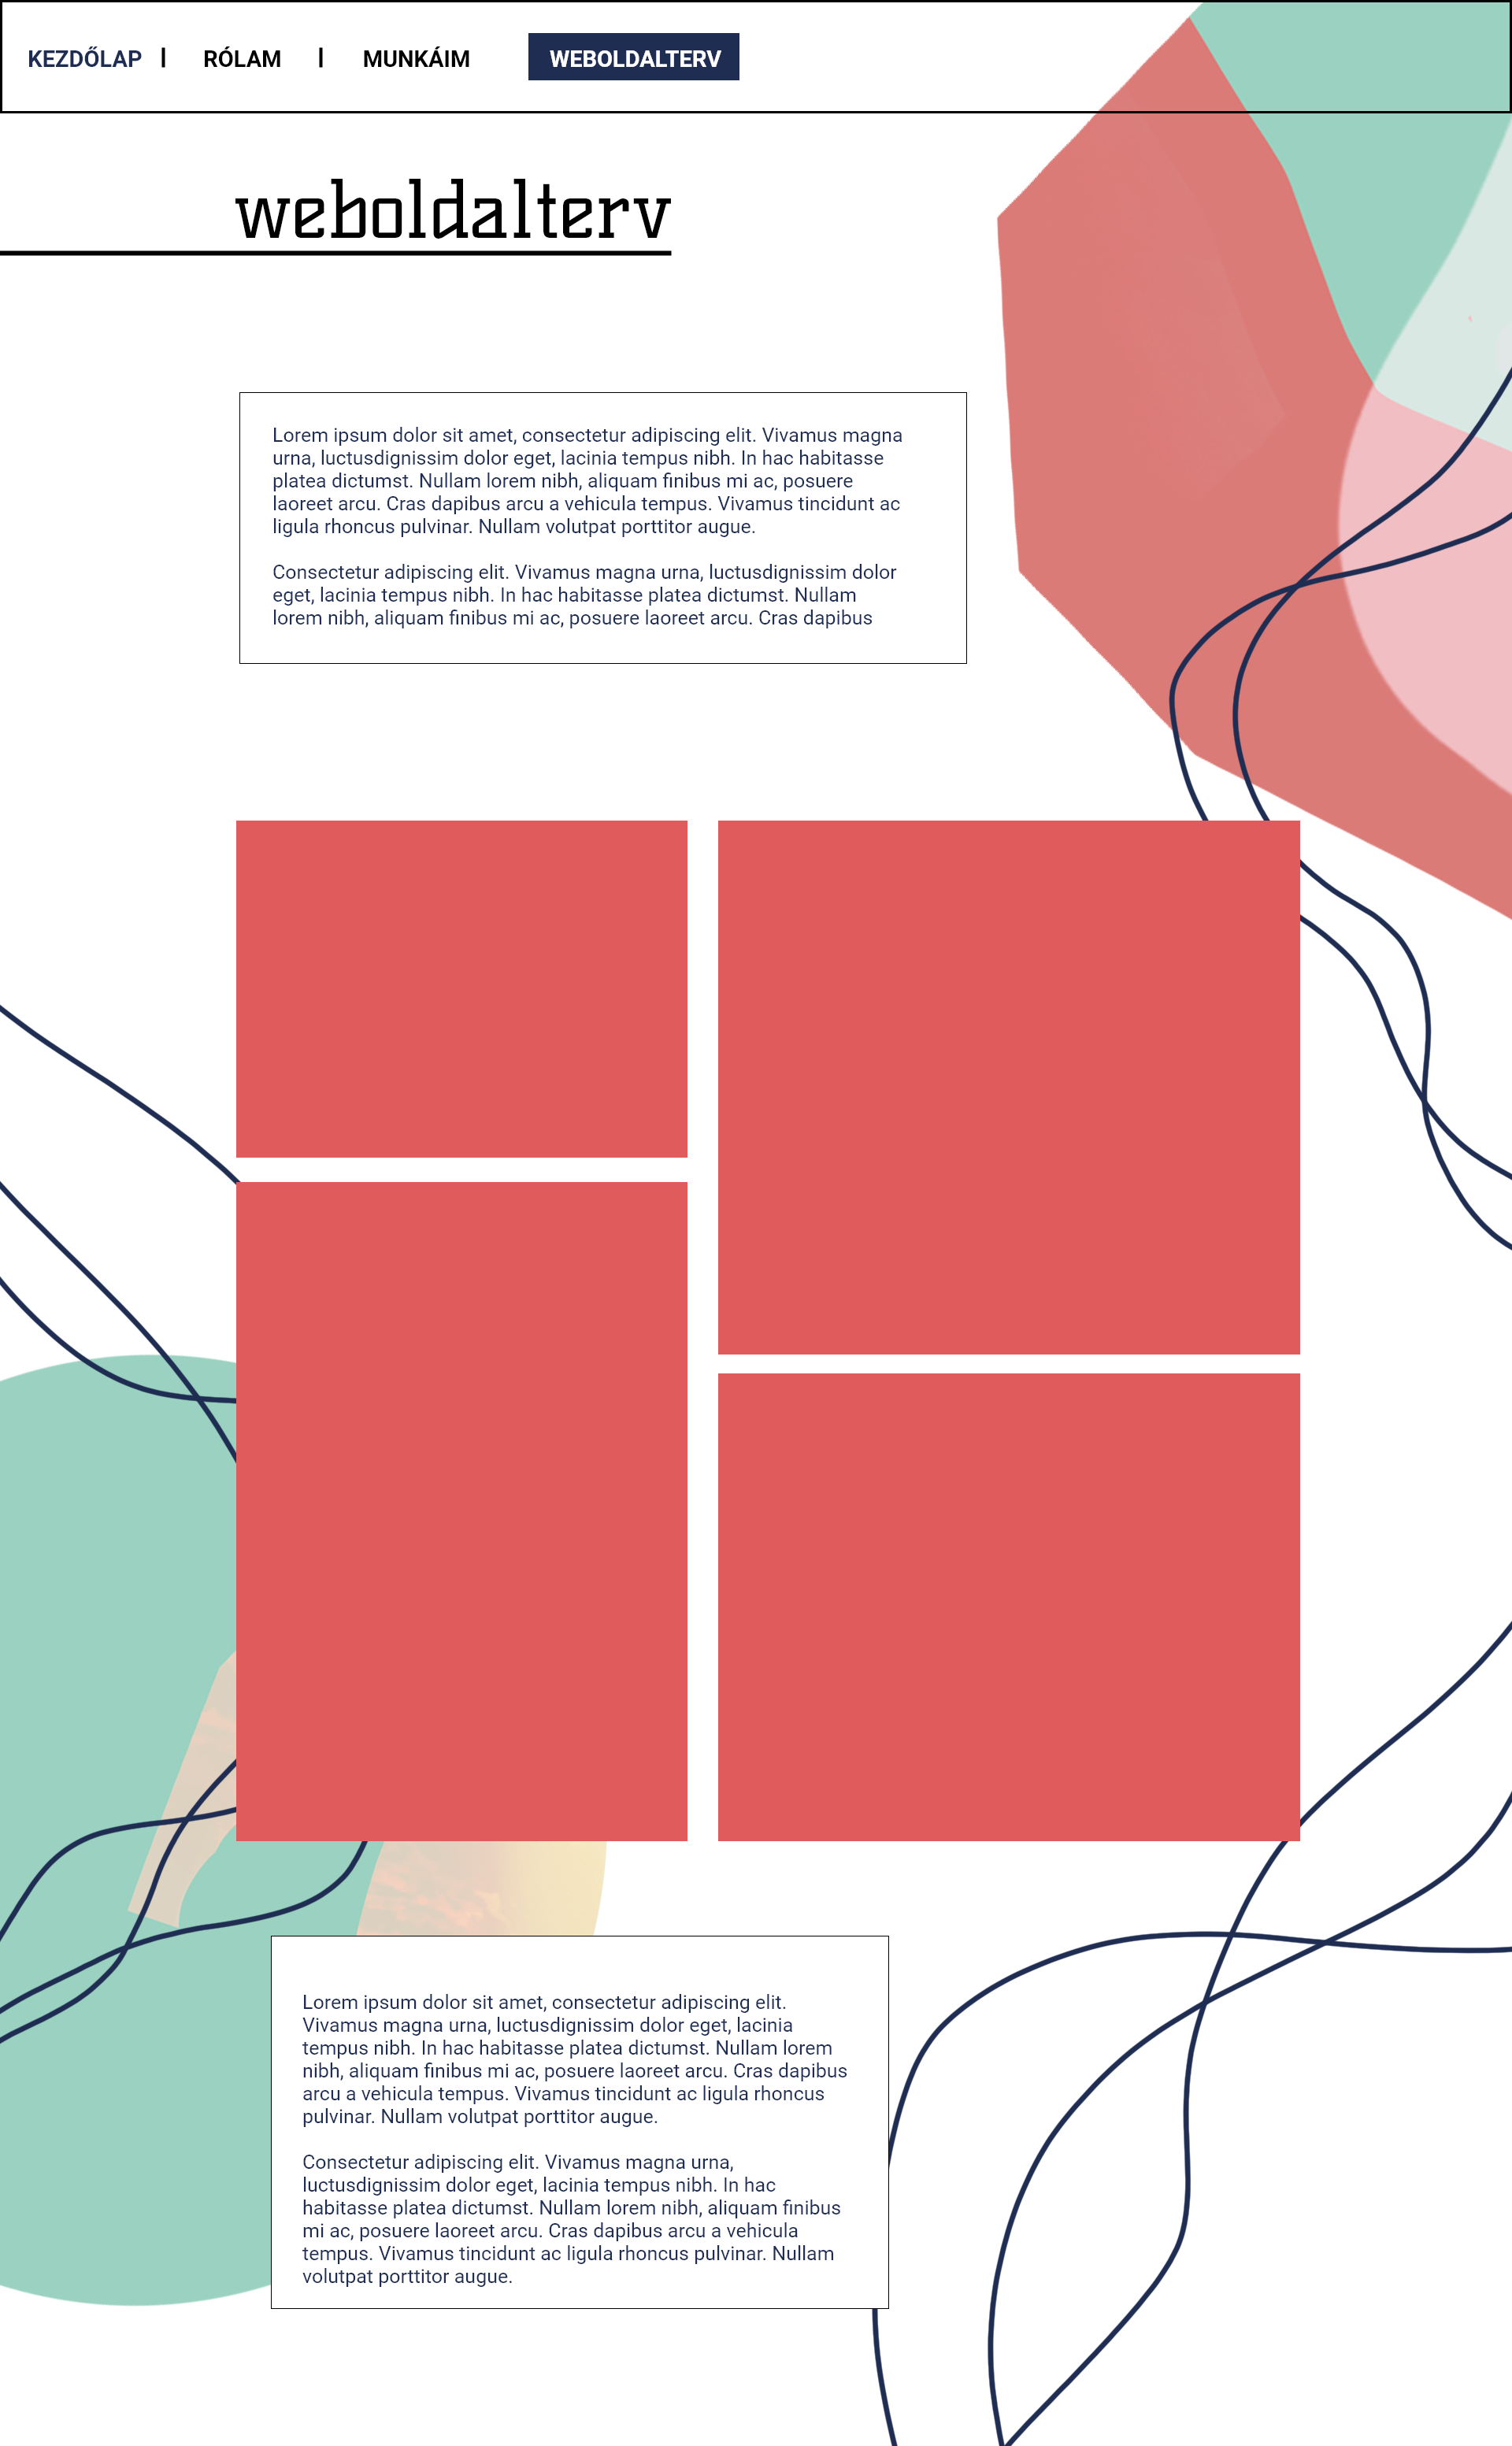 KEZDŐLAP | RÓLAM | MUNKÁIM WEBOLDALTERV
weboldalterv
Lorem ipsum dolor sit amet, consectetur adipiscing elit. Vivamus magna
urna, luctusdignissim dolor eget, lacinia tempus nibh. In hac habitasse
platea dictumst. Nullam lorem nibh, aliquam finibus mi ac, posuere
laoreet arcu. Cras dapibus arcu a vehicula tempus. Vivamus tincidunt ac
ligula rhoncus pulvinar. Nullam volutpat porttitor augue.
Consectetur adipiscing elit. Vivamus magna urna, luctusdignissim dolor
eget, lacinia tempus nibh. In hac habitasse platea dictumst. Nullam
lorem nibh, aliquam finibus mi ac, posuere laoreet arcu. Cras dapibus
Lorem ipsum dolor sit amet, consectetur adipiscing elit.
Vivamus magna urna, luctusdignissim dolor eget, lacinia
tempus nibh. In hac habitasse platea dictumst. Nullam lorem
nibh, aliquam finibus mi ac, posuere laoreet arcu. Cras dapibus
arcu a vehicula tempus. Vivamus tincidunt ac ligula rhoncus
pulvinar. Nullam volutpat porttitor augue.
Consectetur adipiscing elit. Vivamus magna urna,
luctusdignissim dolor eget, lacinia tempus nibh. In hac
habitasse platea dictumst. Nullam lorem nibh, aliquam finibus
mi ac, posuere laoreet arcu. Cras dapibus arcu a vehicula
tempus. Vivamus tincidunt ac ligula rhoncus pulvinar. Nullam
volutpat porttitor augue.